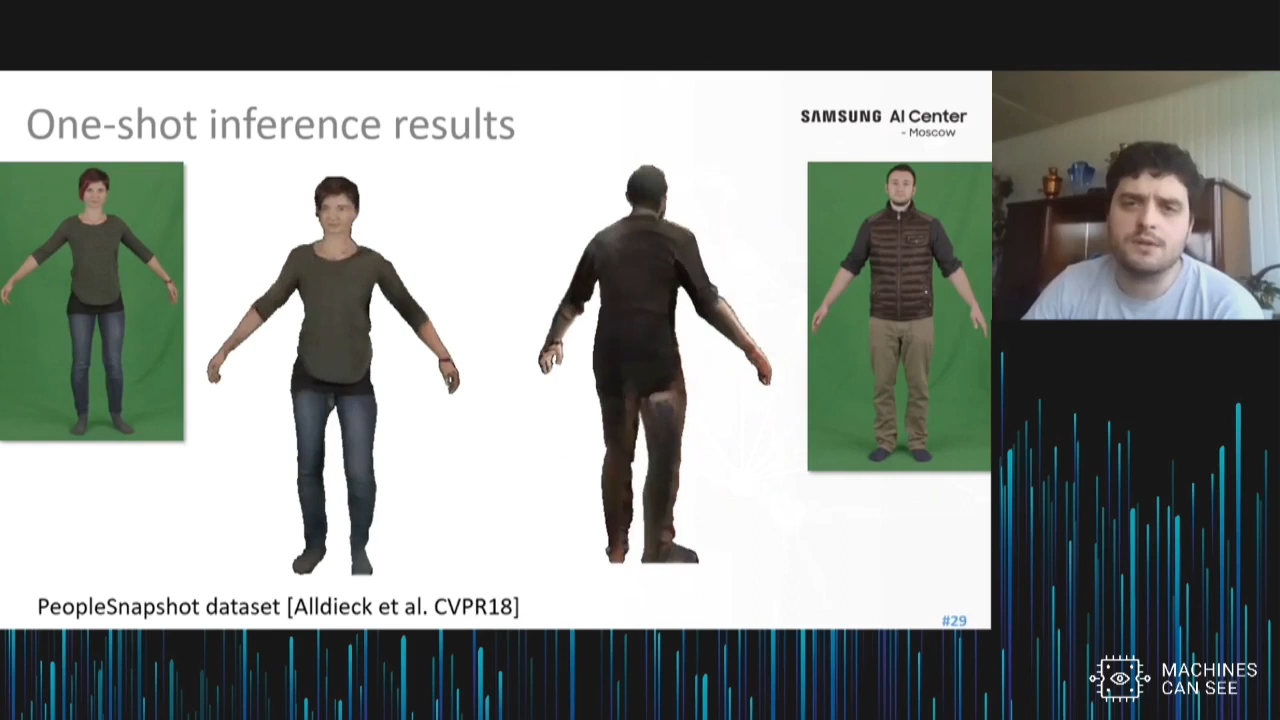 One-shot inference results
SAMSUNG AI Center
- Moscow
PeopleSnapshot dataset [Alldieck et al. CVPR18]
#29
MACHINES
CAN SEE